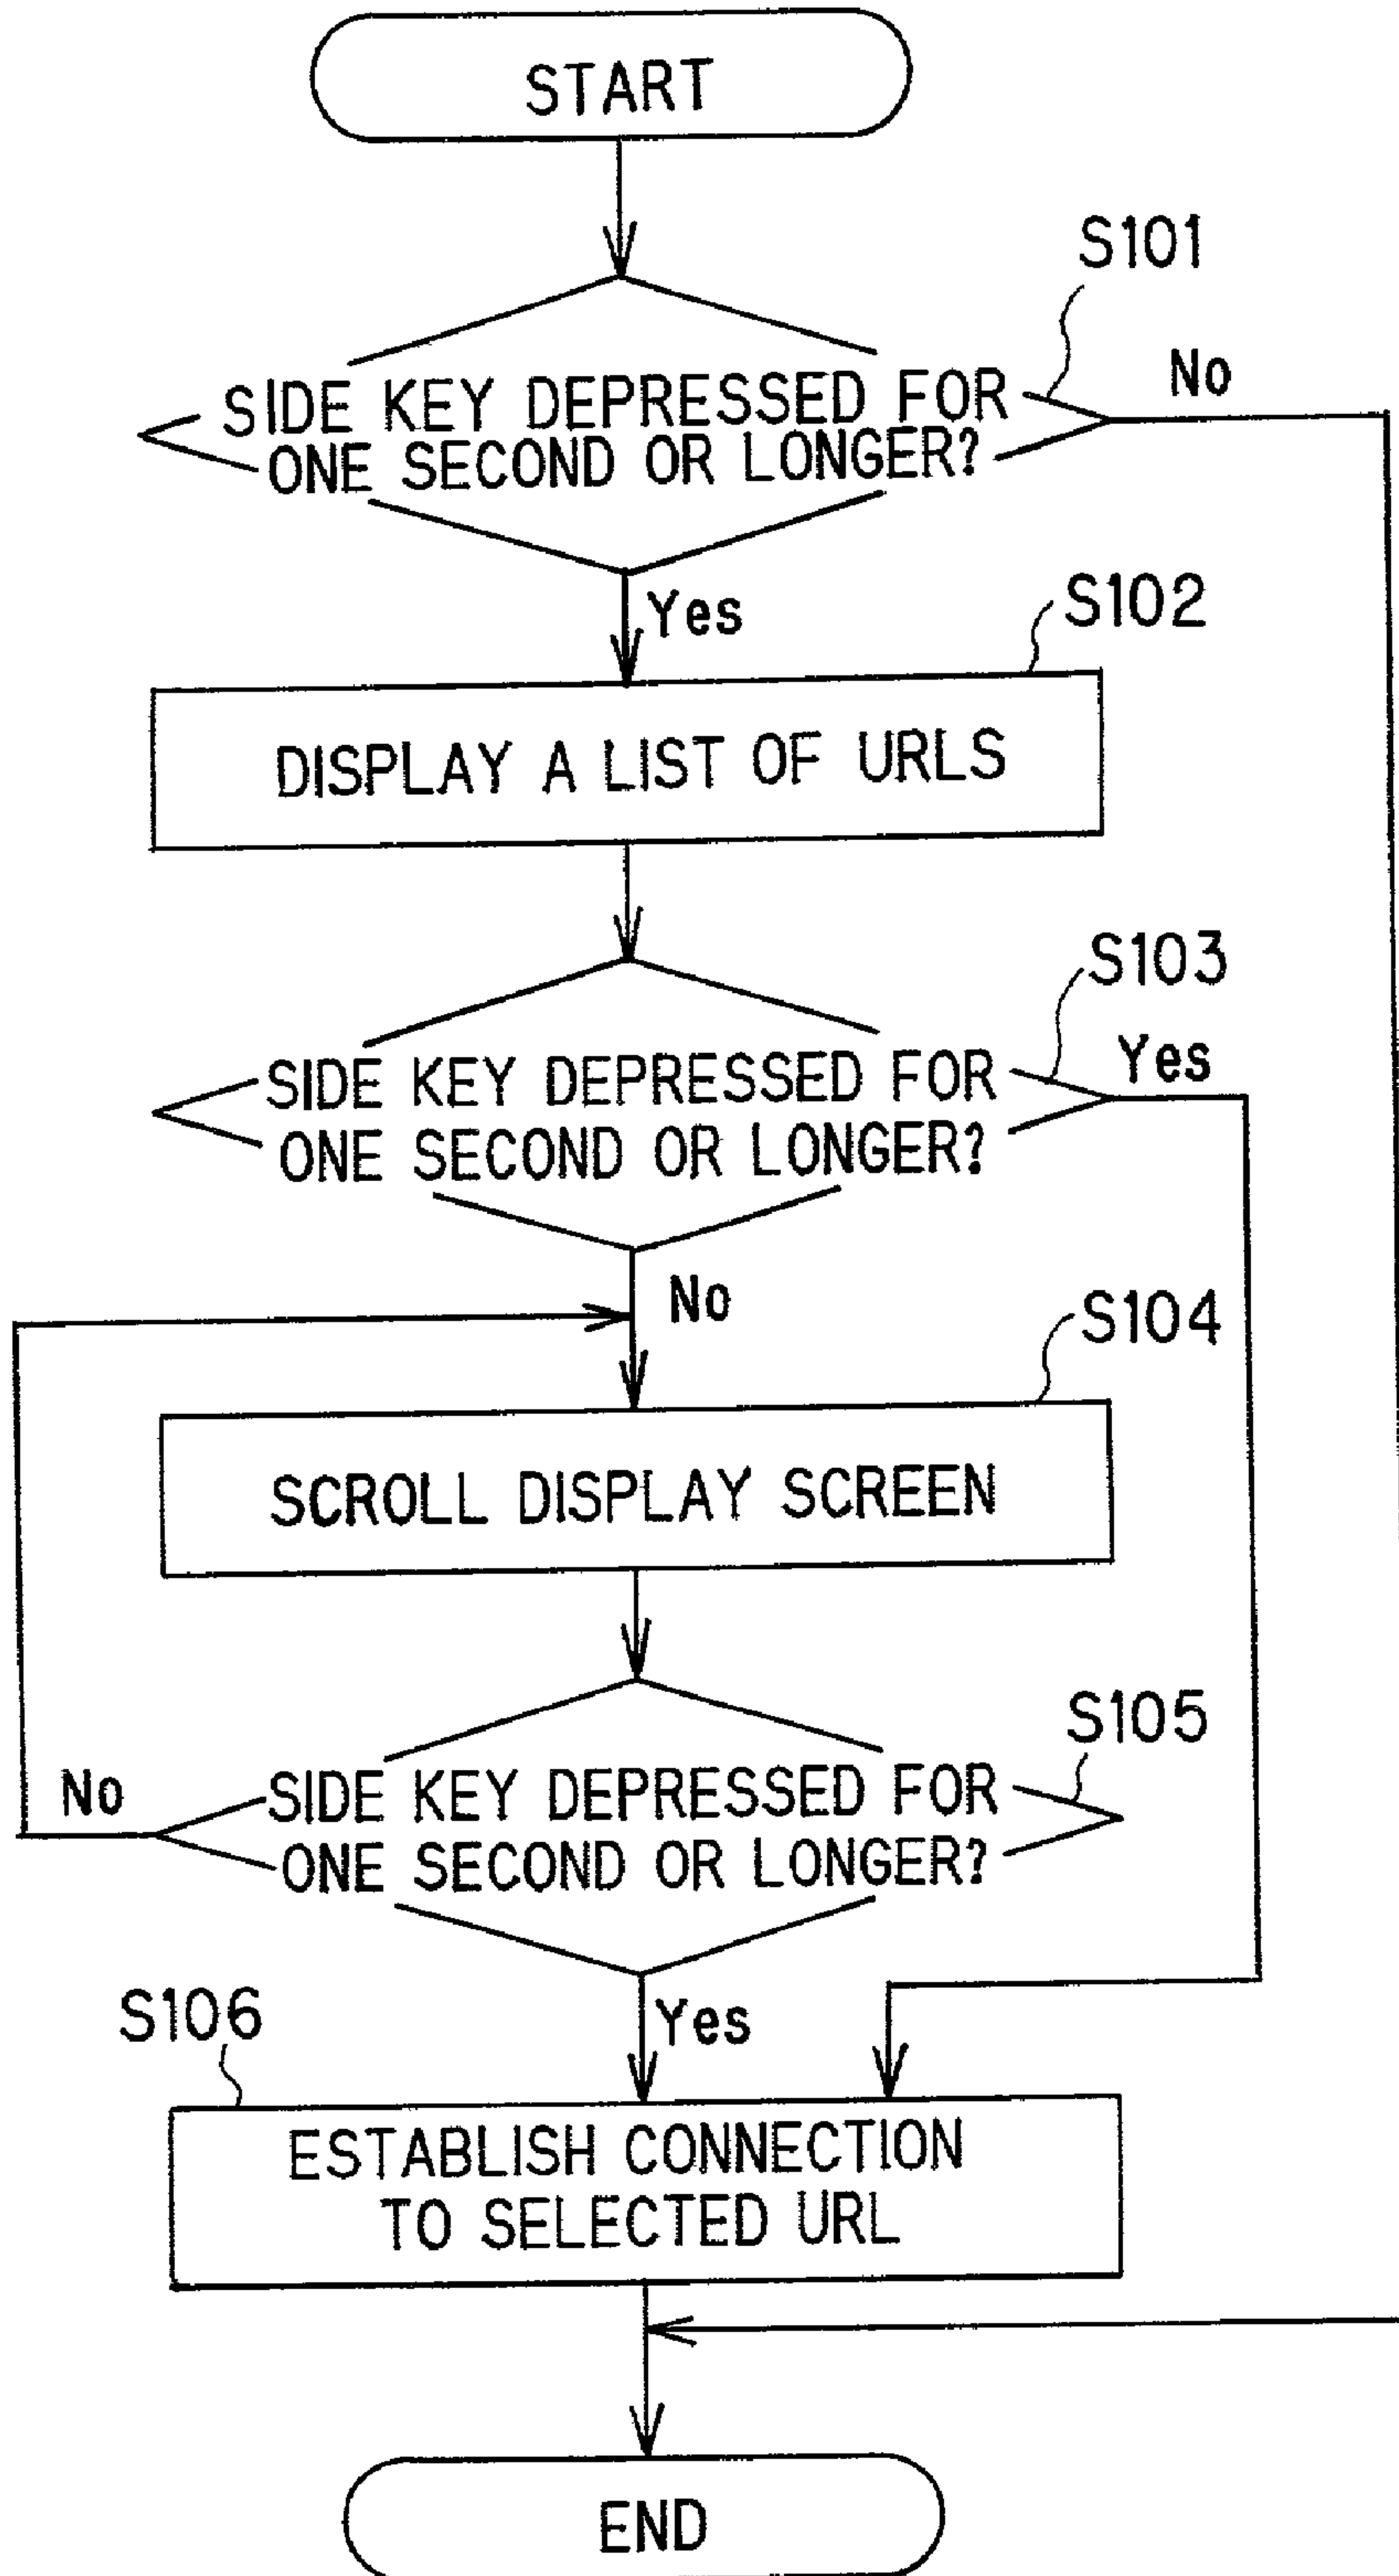 START
S101
SIDE KEY DEPRESSED FOR
ONE SECOND OR LONGER?
No
Yes
S102
DISPLAY A LIST OF URLS
S103
SIDE KEY DEPRESSED FOR
ONE SECOND OR LONGER?
Yes
No
S104
SCROLL DISPLAY SCREEN
S105
SIDE KEY DEPRESSED FOR
ONE SECOND OR LONGER?
No
Yes
S106
ESTABLISH CONNECTION
TO SELECTED URL
END